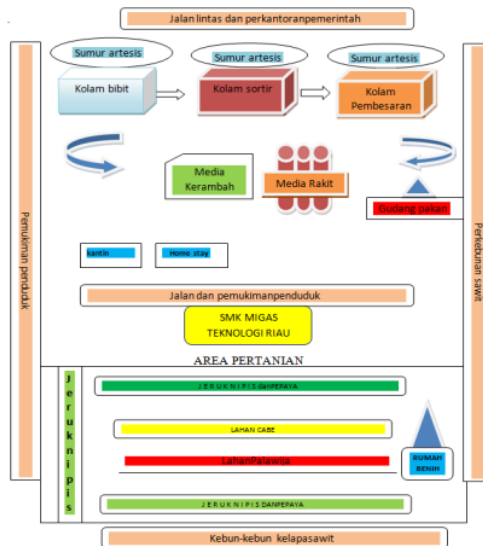 Jalan lintas dan perkantoranpemerintah
Sumur artesis
Sumur artesis
Sumur artesis
Kolam bibit
Kolam sortir
Kolam
Pembesaran
Media
Kerambah
Media Rakit
Gudang pakan
Pemukiman penduduk
Perkebunan sawit
kantin
Home stay
Jalan dan pemukimanpenduduk
SMK MIGAS
TEKNOLOGI RIAU
AREA PERTANIAN
Jeruknipis
J E R U K N I P I S danPEPAYA
LAHAN CABE
LahanPalawija
RUMAH
BENIH
J E R U K N I P I S DANPEPAYA
Kebun-kebun kelapasawit